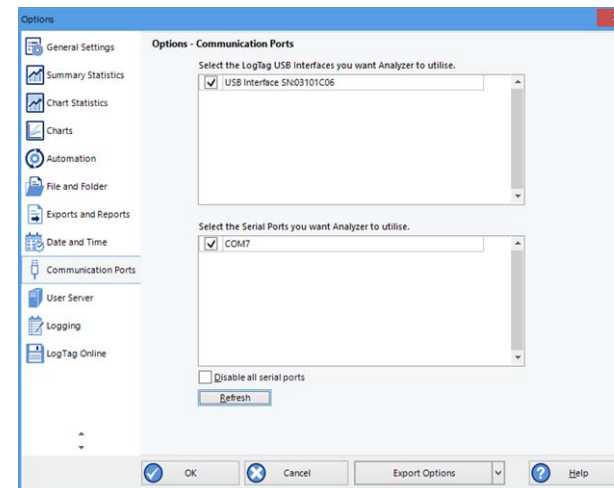 Options
General Settings
Summary Statistics
Chart Statistics
Charts
Automation
File and Folder
Exports and Reports
Date and Time
Communication Ports
User Server
Logging
LogTag Online
Options - Communication Ports
Select the LogTag USB Interfaces you want Analyzer to utilise.
USB Interface SN:03101C06
Select the Serial Ports you want Analyzer to utilise.
COM7
Disable all serial ports
Refresh
OK
Cancel
Export Options
Help